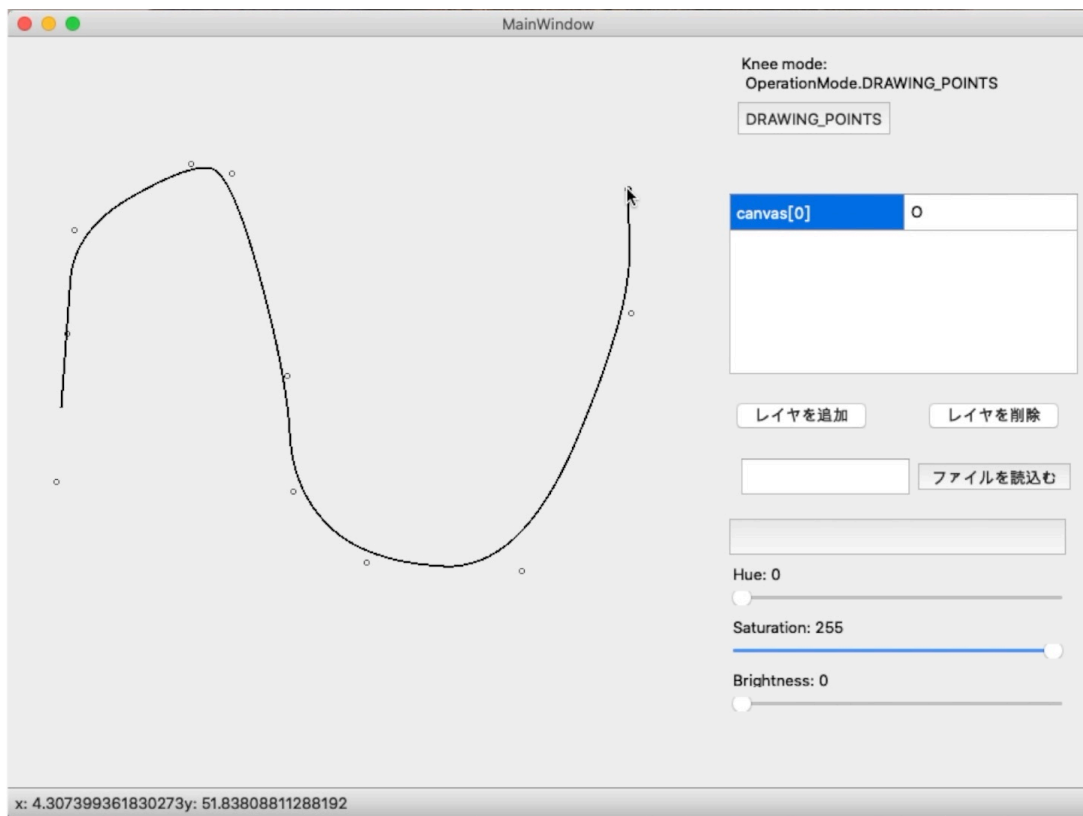 MainWindow
Knee mode:
OperationMode.DRAWING_POINTS
DRAWING_POINTS
canvas[0] O
レイヤを追加 レイヤを削除
ファイルを読込む
Hue: 0
Saturation: 255
Brightness: 0
x: 4.307399361830273y: 51.83808811288192